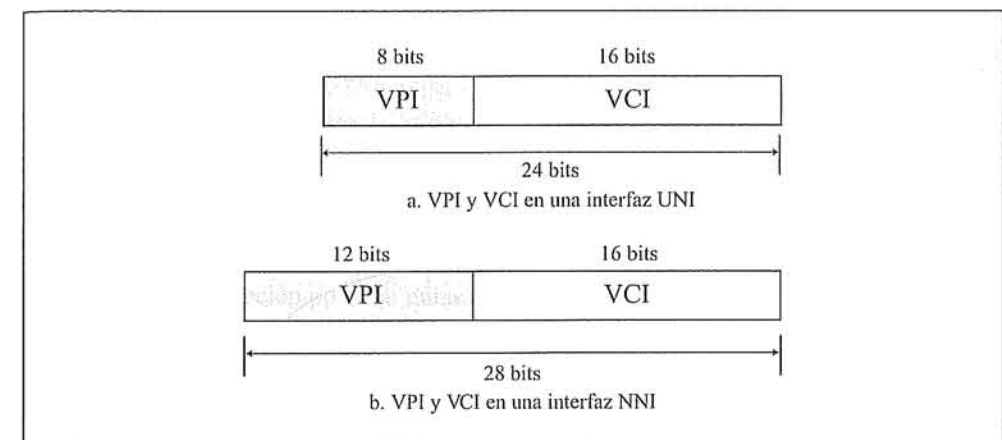 8 bits 16 bits
VPI VCI
24 bits
a. VPI y VCI en una interfaz UNI
12 bits 16 bits
VPI VCI
28 bits
b. VPI y VCI en una interfaz NNI